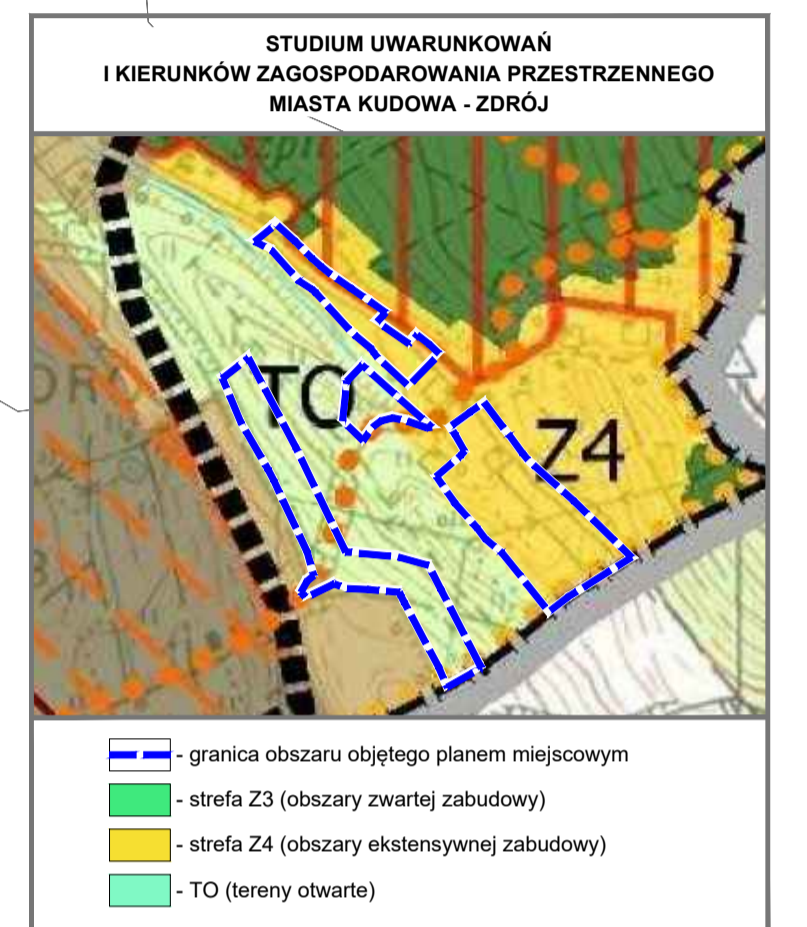 STUDIUM UWARUNKOWAŃ
I KIERUNKÓW ZAGOSPODAROWANIA PRZESTRZENNEGO
MIASTA KUDOWA - ZDRÓJ
TO
Z4
- granica obszaru objętego planem miejscowym
- strefa Z3 (obszary zwartej zabudowy)
- strefa Z4 (obszary ekstensywnej zabudowy)
- TO (tereny otwarte)